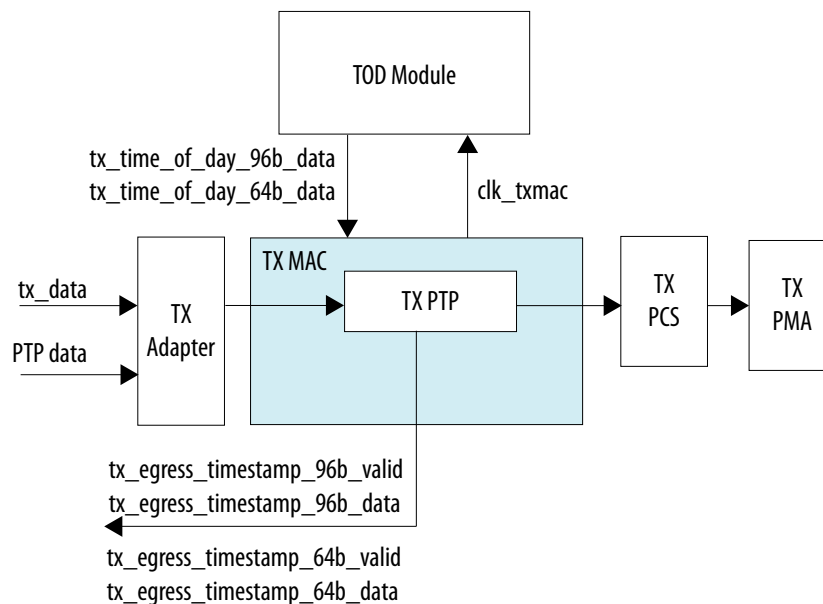 TOD Module
tx_time_of_day_96b_data
tx_time_of_day_64b_data
clk_txmac
TX MAC
TX PTP
tx_data
PTP data
TX
Adapter
TX
PCS
TX
PMA
tx_egress_timestamp_96b_valid
tx_egress_timestamp_96b_data
tx_egress_timestamp_64b_valid
tx_egress_timestamp_64b_data